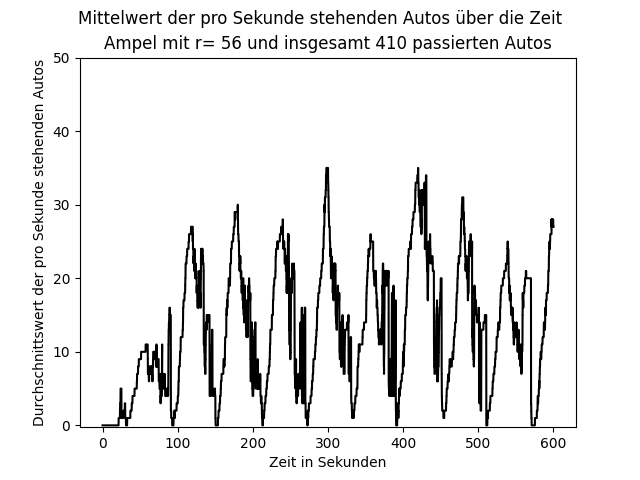 Mittelwert der pro Sekunde stehenden Autos über die Zeit
Ampel mit r= 56 und insgesamt 410 passierten Autos
Durchschnittswert der pro Sekunde stehenden Autos
50
40
30
20
10
0
0 100 200 300 400 500 600
Zeit in Sekunden